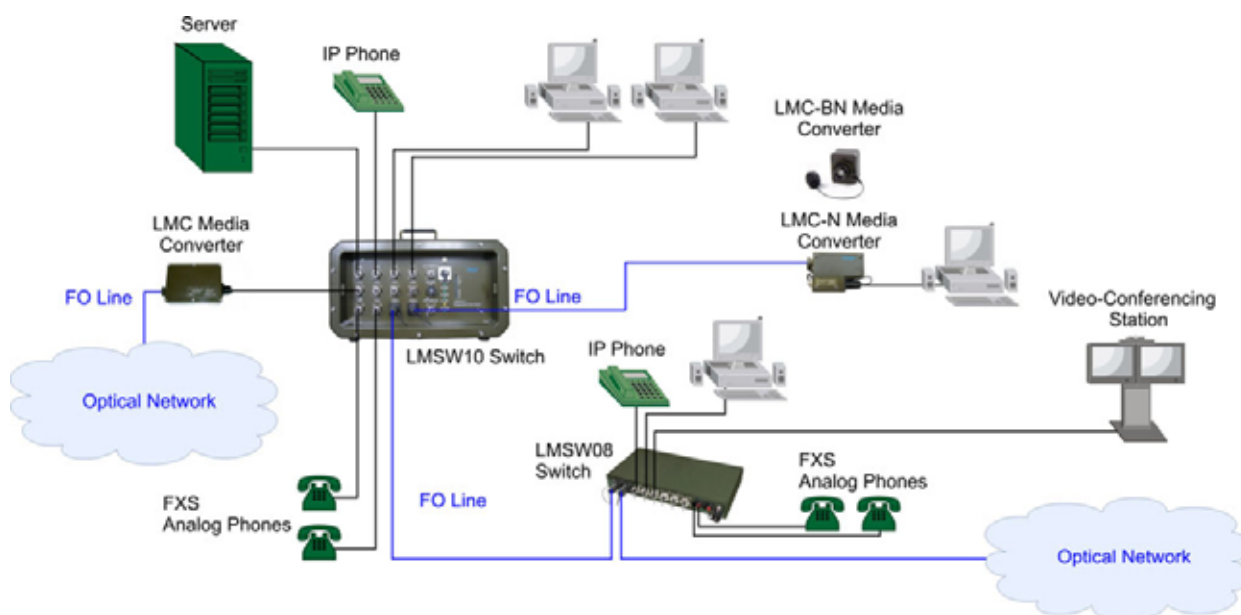 Server
IP Phone
LMC-BN Media
Converter
LMC Media
Converter
LMC-N Media
Converter
FO Line
FO Line
Video-Conferencing
Station
LMSW10 Switch
IP Phone
Optical Network
LMSW08
Switch
FXS
Analog Phones
FXS
Analog Phones
FO Line
Optical Network